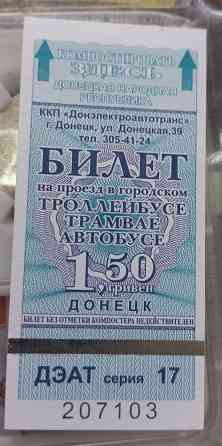 КОМПОСТИРОВАТЬ
ЗДЕСЬ
ДОНЕЦКАЯ НАРОДНАЯ
РЕСПУБЛИКА
ККП «Донэлектроавтотранс»
г. Донецк, ул. Донецкая,39
тел. 305-41-24
БИЛЕТ
на проезд в городском
ТРОЛЛЕЙБУСЕ
ТРАМВАЕ
АВТОБУСЕ
1 50
гривен
ДОНЕЦК
БИЛЕТ БЕЗ ОТМЕТКИ КОМПОСТЕРА НЕДЕЙСТВИТЕЛЕН
ДЭАТ серия 17
207103